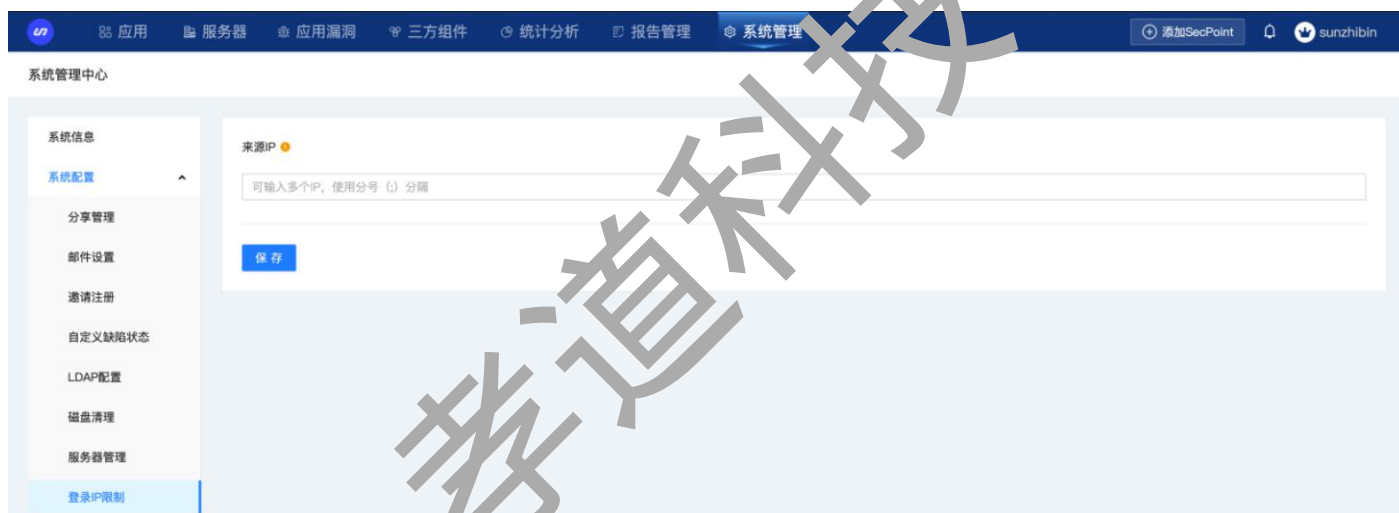 应用 服务器 应用漏洞 三方组件 统计分析 报告管理 系统管理 添加SecPoint sunzhibin
系统管理中心
系统信息
来源IP
系统配置
可输入多个IP，使用分号（;）分隔
分享管理
邮件设置
保 存
邀请注册
自定义缺陷状态
LDAP配置
磁盘清理
服务器管理
登录IP限制
孝道科技